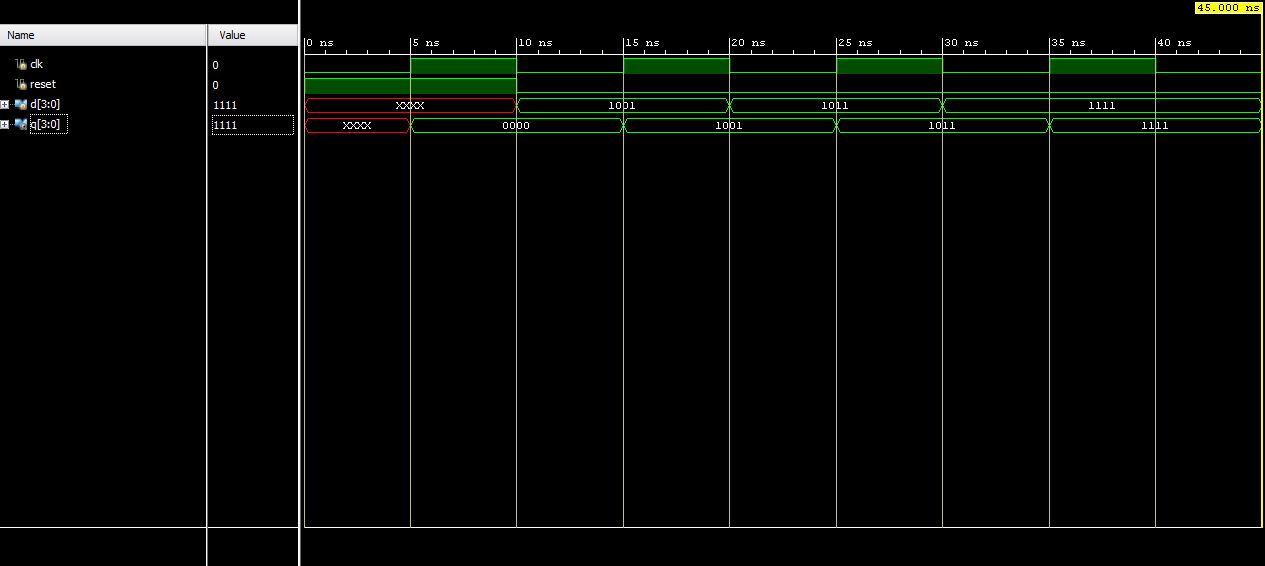 45.000 ns
Name Value
0 ns 5 ns 10 ns 15 ns 20 ns 25 ns 30 ns 35 ns 40 ns
clk 0
reset 0
d[3:0] 1111 XXXX 1001 1011 1111
q[3:0] 1111 XXXX 0000 1001 1011 1111